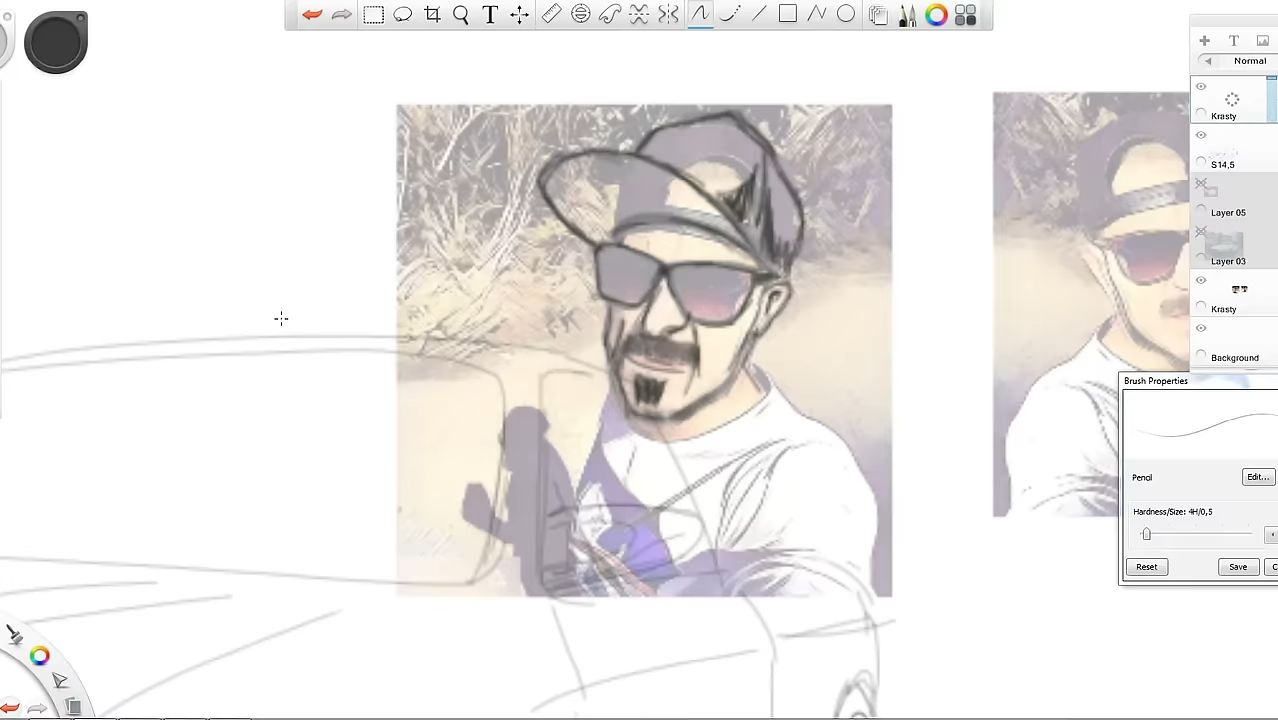 T
T
Normal
Krasty
S14,5
Layer 05
Layer 03
Krasty
Background
Brush Properties
Pencil
Edit...
Hardness/Size: 4H/0,5
Reset
Save
C